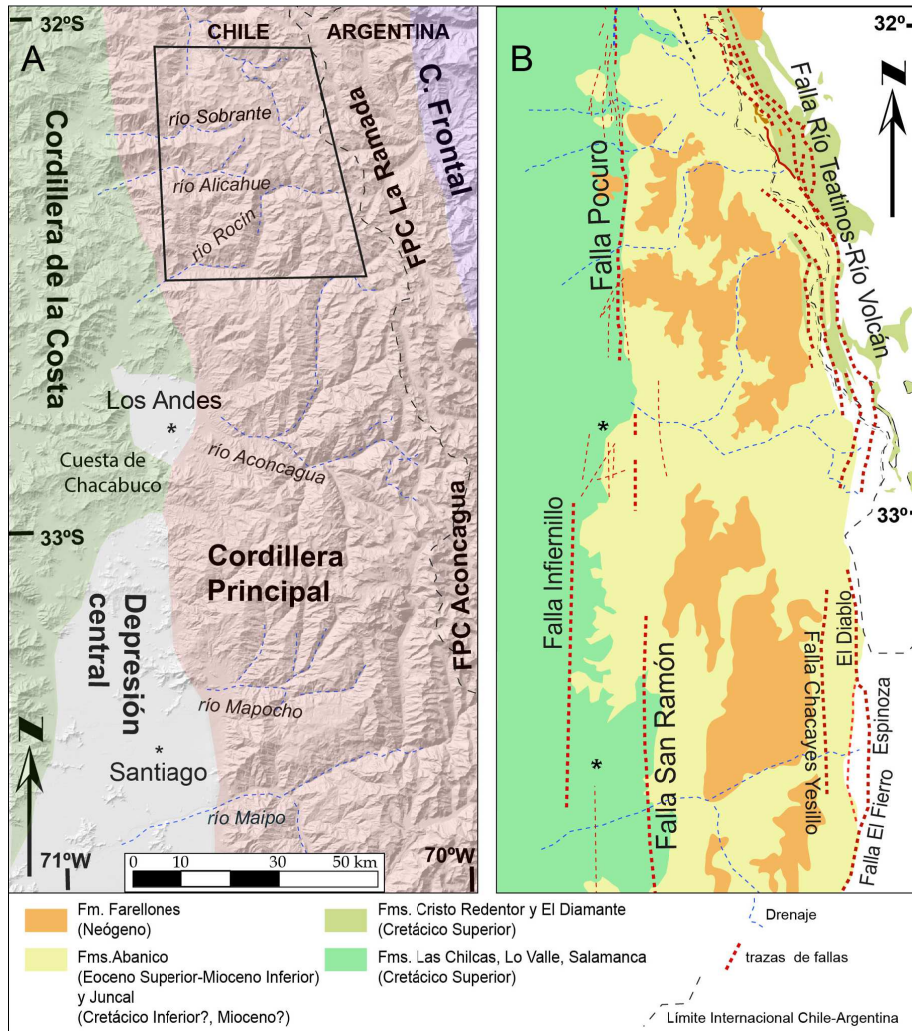 32ºS
CHILE
ARGENTINA
A
río Sobrante
río Alicahue
río Rocin
FPC La Ramada
C. Frontal
Cordillera de la Costa
Los Andes
*
Cuesta de
Chacabuco
río Aconcagua
33ºS
Cordillera
Principal
FPC Aconcagua
Depresión
central
río Mapocho
*
Santiago
río Maipo
N
71ºW
70ºW
0 10 30 50 km
B
32º
N
Falla Río Teatinos-Río Volcán
Falla Pocuro
*
33º
Falla Infiernillo
El Diablo
Falla San Ramón
Falla Chacayes Yesillo
Espinoza
Falla El Fierro
*
Fm. Farellones
(Neógeno)
Fms.Abanico
(Eoceno Superior-Mioceno Inferior)
y Juncal
(Cretácico Inferior?, Mioceno?)
Fms. Cristo Redentor y El Diamante
(Cretácico Superior)
Fms. Las Chilcas, Lo Valle, Salamanca
(Cretácico Superior)
Drenaje
trazas de fallas
Límite Internacional Chile-Argentina